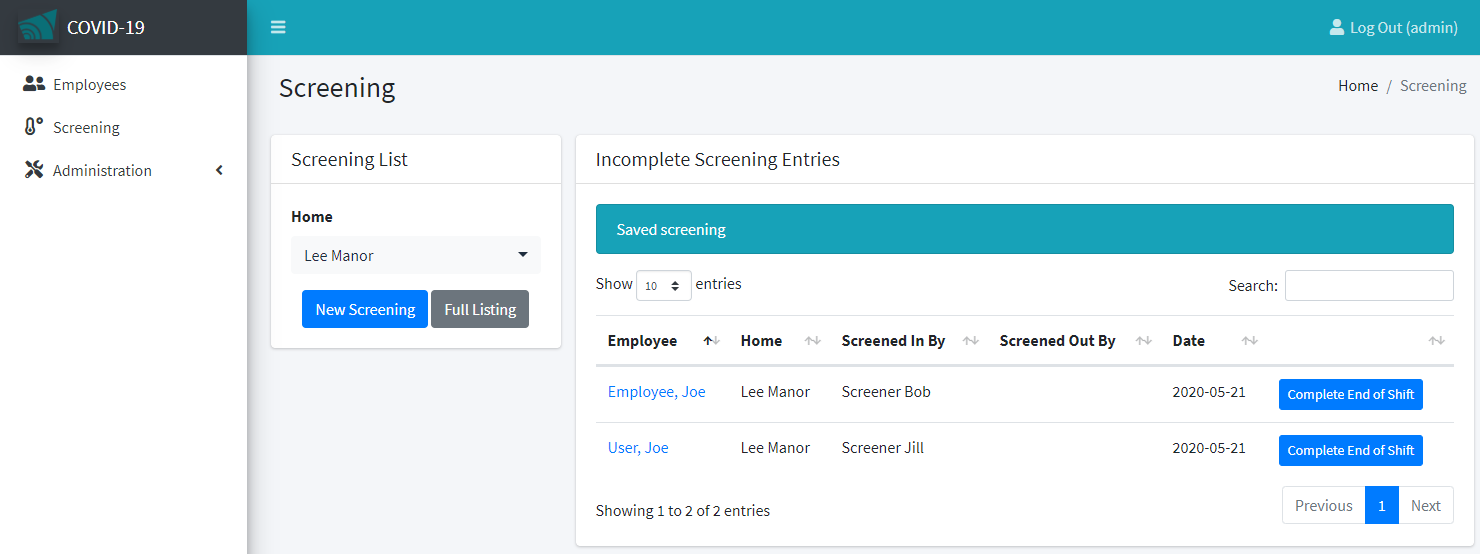 COVID-19
Log Out (admin)
Employees
Screening
Administration
Screening
Home / Screening
Screening List
Home
Lee Manor
New Screening Full Listing
Incomplete Screening Entries
Saved screening
Show 10 entries Search:
Employee Home Screened In By Screened Out By Date
Employee, Joe Lee Manor Screener Bob 2020-05-21 Complete End of Shift
User, Joe Lee Manor Screener Jill 2020-05-21 Complete End of Shift
Showing 1 to 2 of 2 entries Previous 1 Next